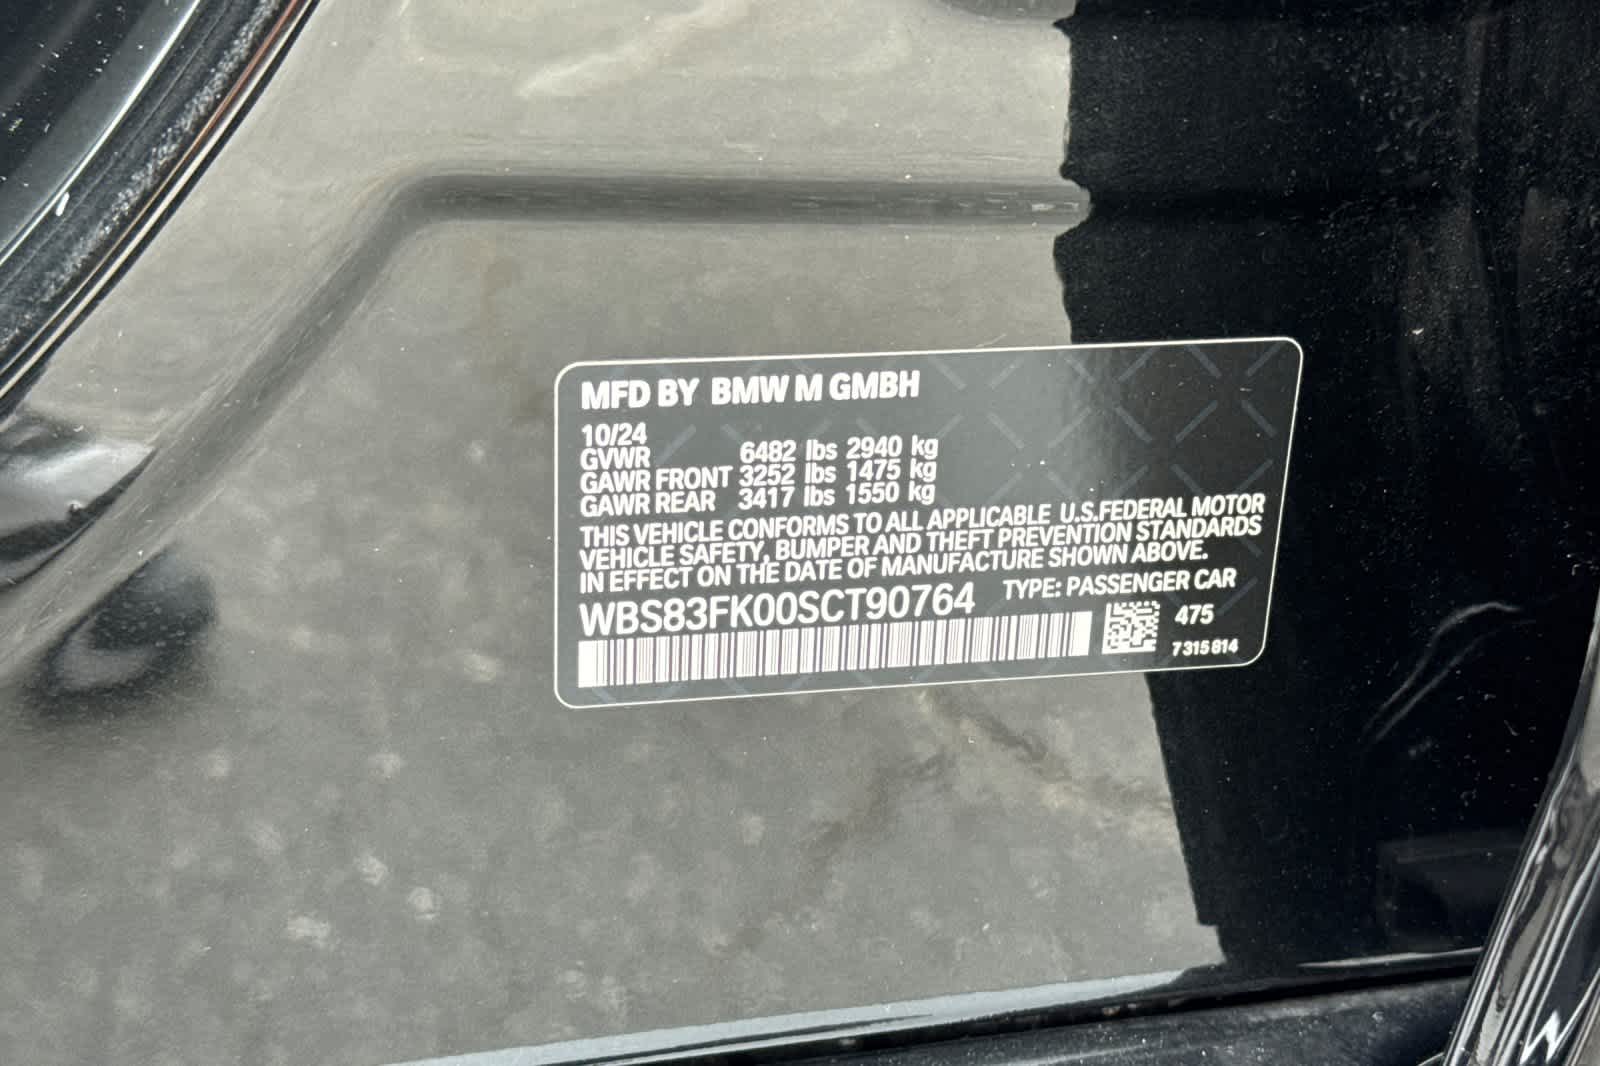 MFD BY BMW M GMBH
10/24
GVWR 6482 lbs 2940 kg
GAWR FRONT 3252 lbs 1475 kg
GAWR REAR 3417 lbs 1550 kg
THIS VEHICLE CONFORMS TO ALL APPLICABLE U.S.FEDERAL MOTOR
VEHICLE SAFETY, BUMPER AND THEFT PREVENTION STANDARDS
IN EFFECT ON THE DATE OF MANUFACTURE SHOWN ABOVE.
WBS83FK00SCT90764 TYPE: PASSENGER CAR
475
7 315 814